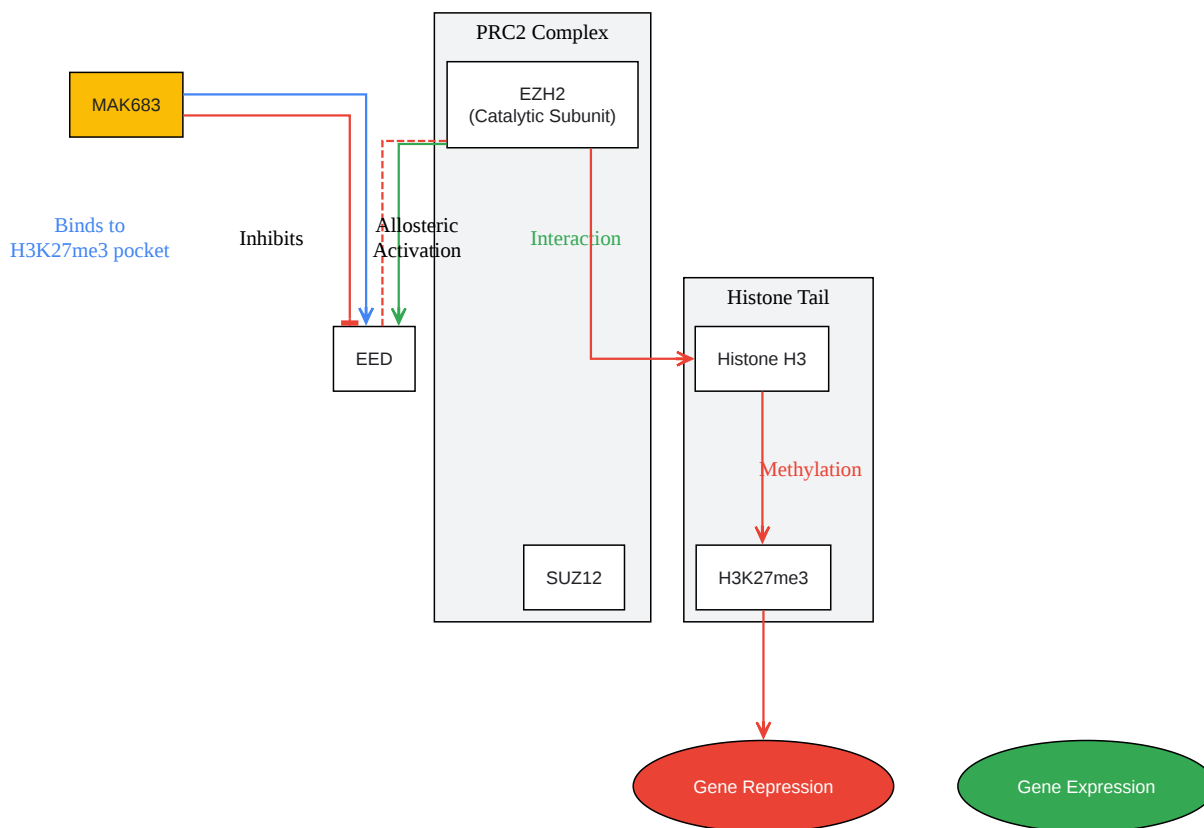 PRC2 Complex
EZH2
(Catalytic Subunit)
MAK683
Binds to
H3K27me3 pocket
Inhibits
Allosteric
Activation
Interaction
Histone Tail
EED
Histone H3
Methylation
SUZ12
H3K27me3
Gene Repression
Gene Expression